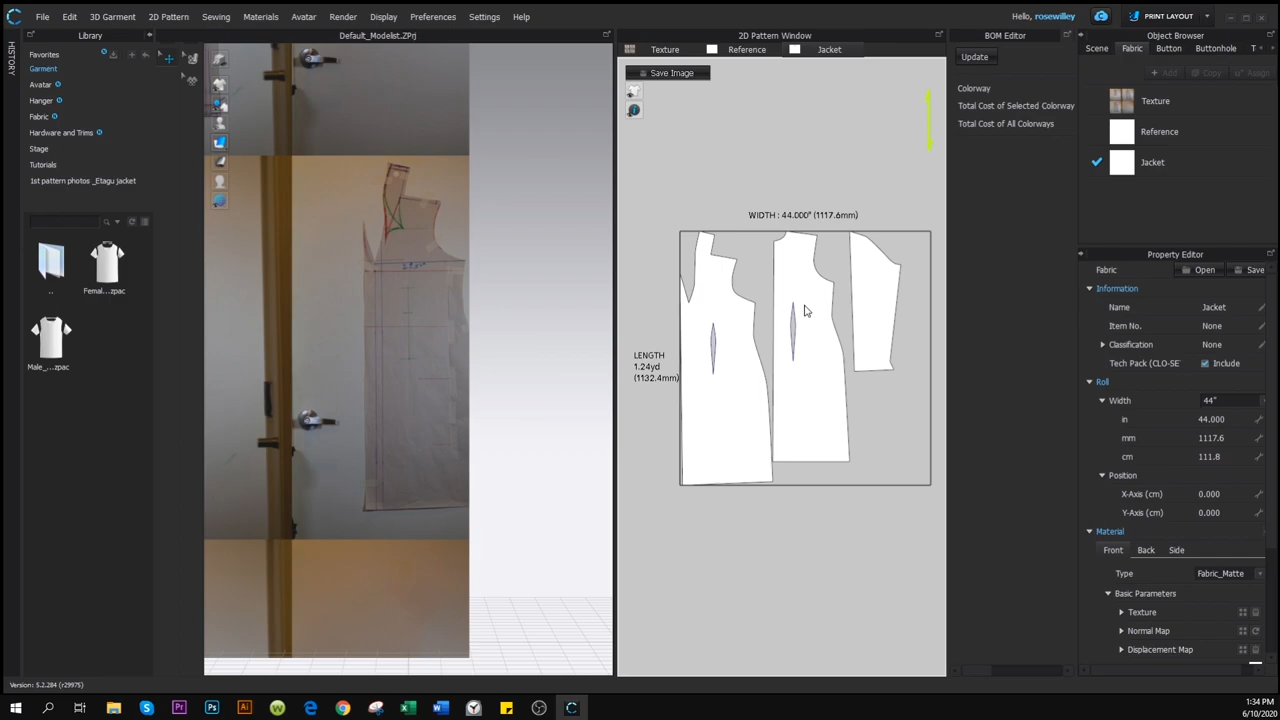 File Edit 3D Garment 2D Pattern Sewing Materials Avatar Render Display Preferences Settings Help
Hello, rosewilley
PRINT LAYOUT
HISTORY
Library
Favorites
Garment
Avatar
Hanger
Fabric
Hardware and Trims
Stage
Tutorials
1st pattern photos _Etagu jacket
..
Femal...zpac
Male_...zpac
Default_Modelist.ZPrj
2D Pattern Window
Texture Reference Jacket
Save Image
WIDTH : 44.000" (1117.6mm)
LENGTH
1.24yd
(1132.4mm)
BOM Editor
Update
Colorway
Total Cost of Selected Colorway
Total Cost of All Colorways
Object Browser
Scene Fabric Button Buttonhole T
Add Copy Assign
Texture
Reference
Jacket
Property Editor
Fabric Open Save
Information
Name Jacket
Item No. None
Classification None
Tech Pack (CLO-SE' Include
Roll
Width 44"
in 44.000
mm 1117.6
cm 111.8
Position
X-Axis (cm) 0.000
Y-Axis (cm) 0.000
Material
Front Back Side
Type Fabric_Matte
Basic Parameters
Texture
Normal Map
Displacement Map
Version: 5.2.284 (r29975)
1:34 PM
6/10/2020